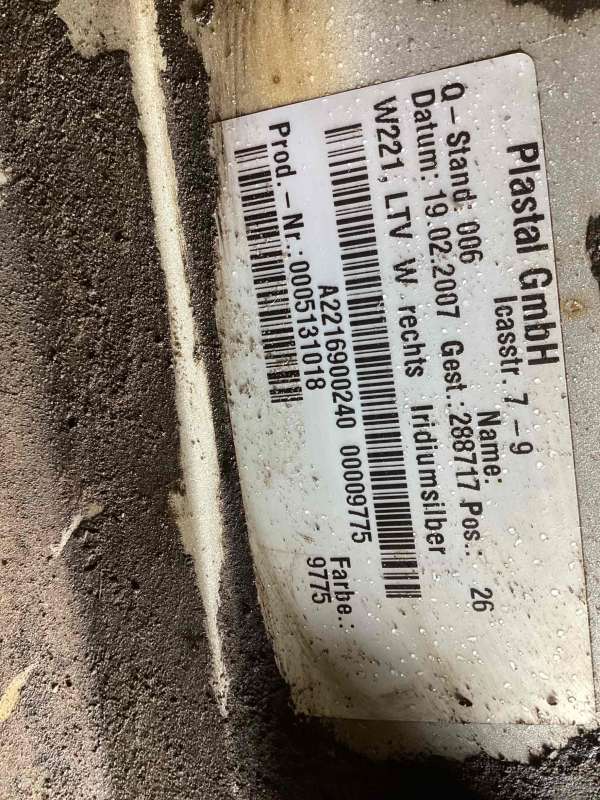 Plastal GmbH
Icasstr. 7-9
Name:
Q-Stand: 006
Datum: 19.02.2007 Gest.: 288717 Pos.: 26
W221, LTV W rechts Iridiumsilber
A2216900240 00009775
Prod.-Nr.:0005131018
Farbe.:
9775